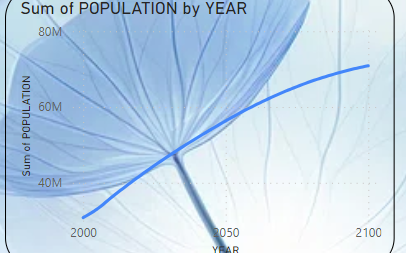 Sum of POPULATION by YEAR
80M
60M
40M
Sum of POPULATION
2000
2050
2100
YEAR